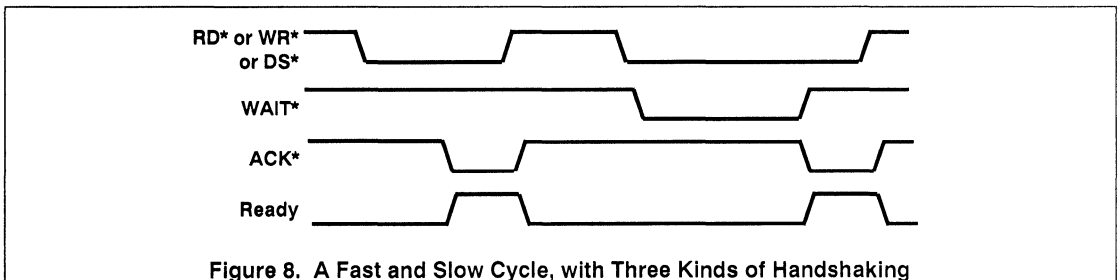 RD* or WR*
or DS*
WAIT*
ACK*
Ready
Figure 8. A Fast and Slow Cycle, with Three Kinds of Handshaking